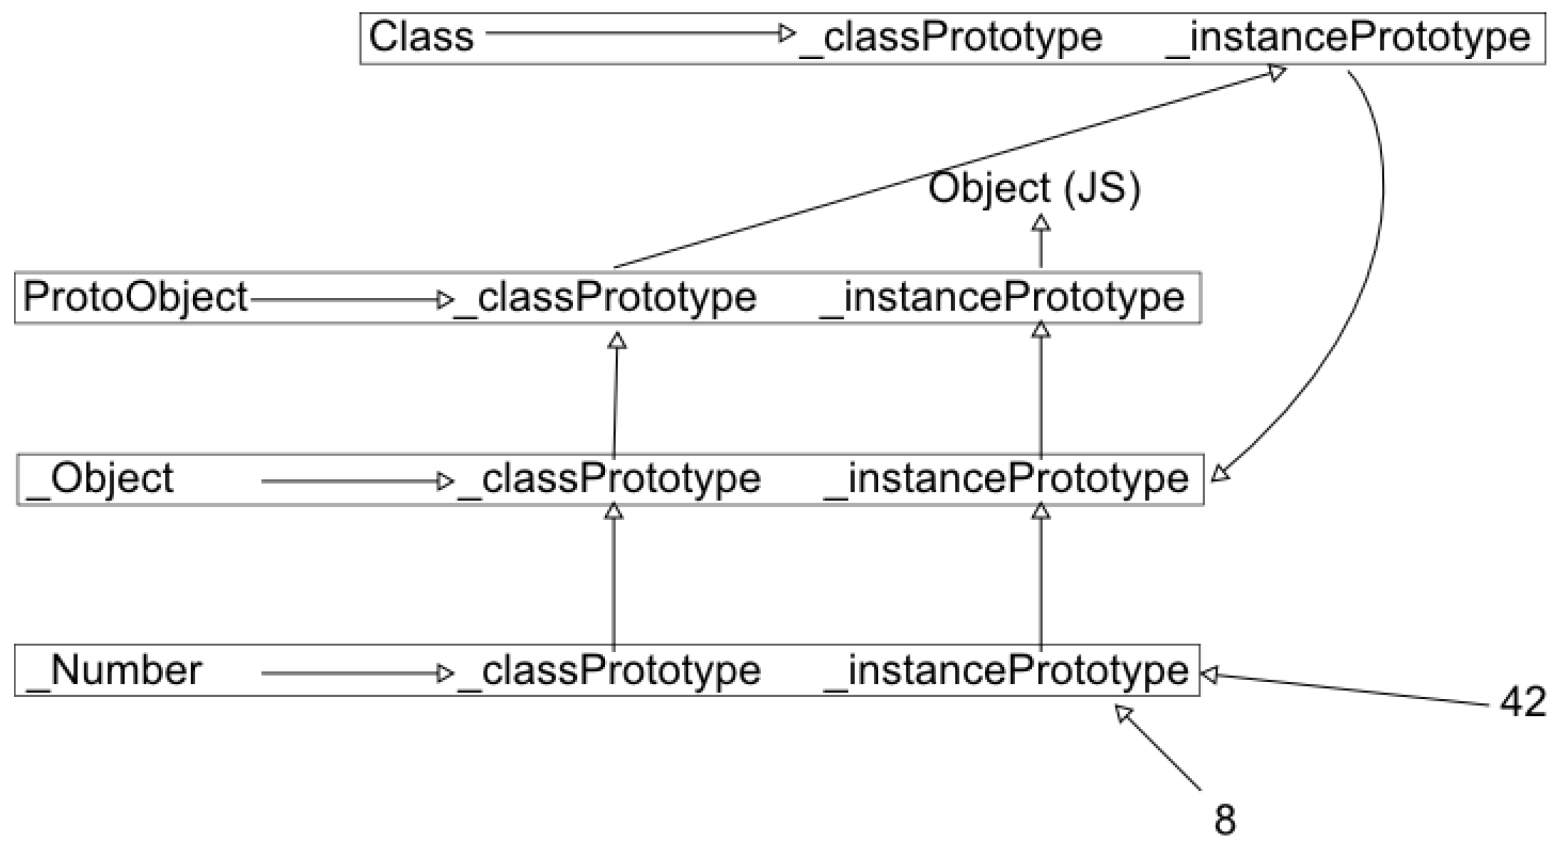 Class _classPrototype _instancePrototype
Object (JS)
ProtoObject _classPrototype _instancePrototype
_Object _classPrototype _instancePrototype
_Number _classPrototype _instancePrototype
42
8